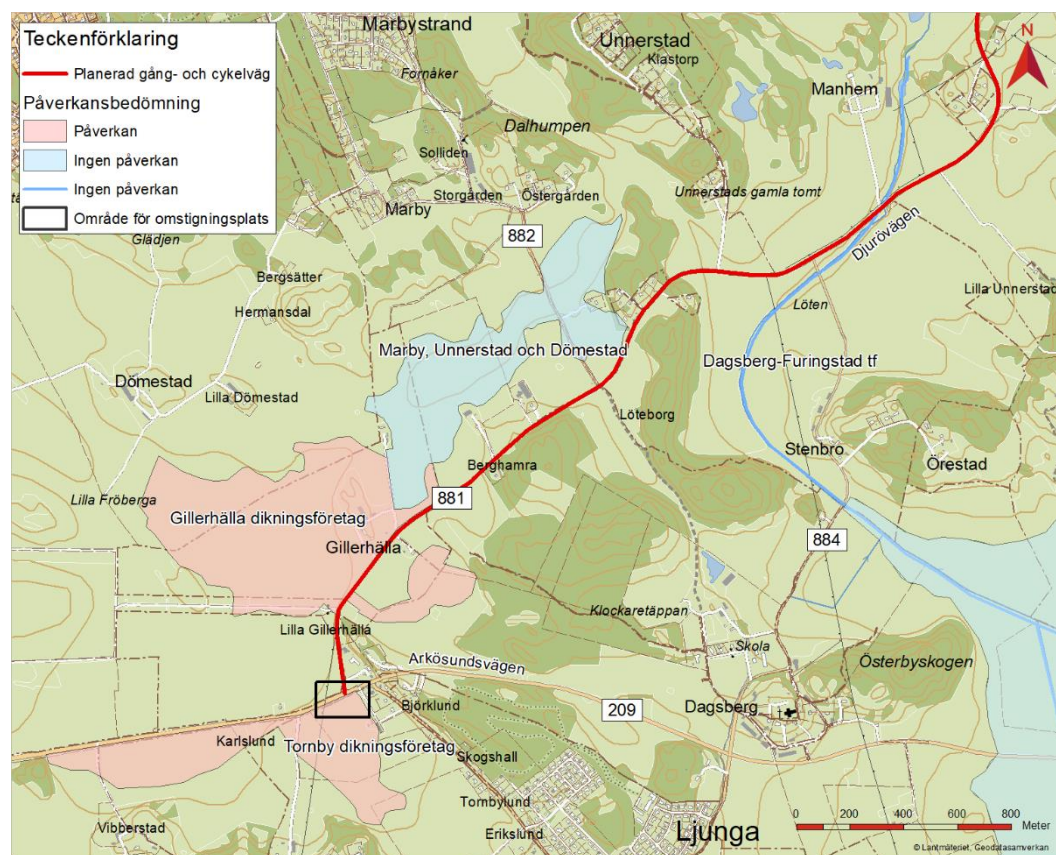 Teckenförklaring
Planerad gång- och cykelväg
Påverkansbedömning
Påverkan
Ingen påverkan
Ingen påverkan
Område för omstigningsplats
Marbystrand
Fornåker
Unnerstad
Klastorp
N
Manhem
Dalhumpen
Solliden
Storgården
Östergården
Marby
Unnerstads gamla tomt
Glädjen
882
Djurövägen
Bergsätter
Hermansdal
Löten
Lilla Unnerstad
Marby, Unnerstad och Dömestad
Dagsberg-Furingstad tf
Dömestad
Lilla Dömestad
Löteborg
Stenbro
Örestad
Berghamra
Lilla Fröberga
881
Gillerhälla dikningsföretag
Gillerhälla
884
Klockaretäppan
Lilla Gillerhälla
Skola
Arkösundsvägen
Österbyskogen
Björklund
209
Dagsberg
Karlslund
Tornby dikningsföretag
Skogshall
Tornbylund
Vibberstad
Erikslund
Ljunga
0 200 400 600 800
Meter
© Lantmäteriet, Geodatasamverkan